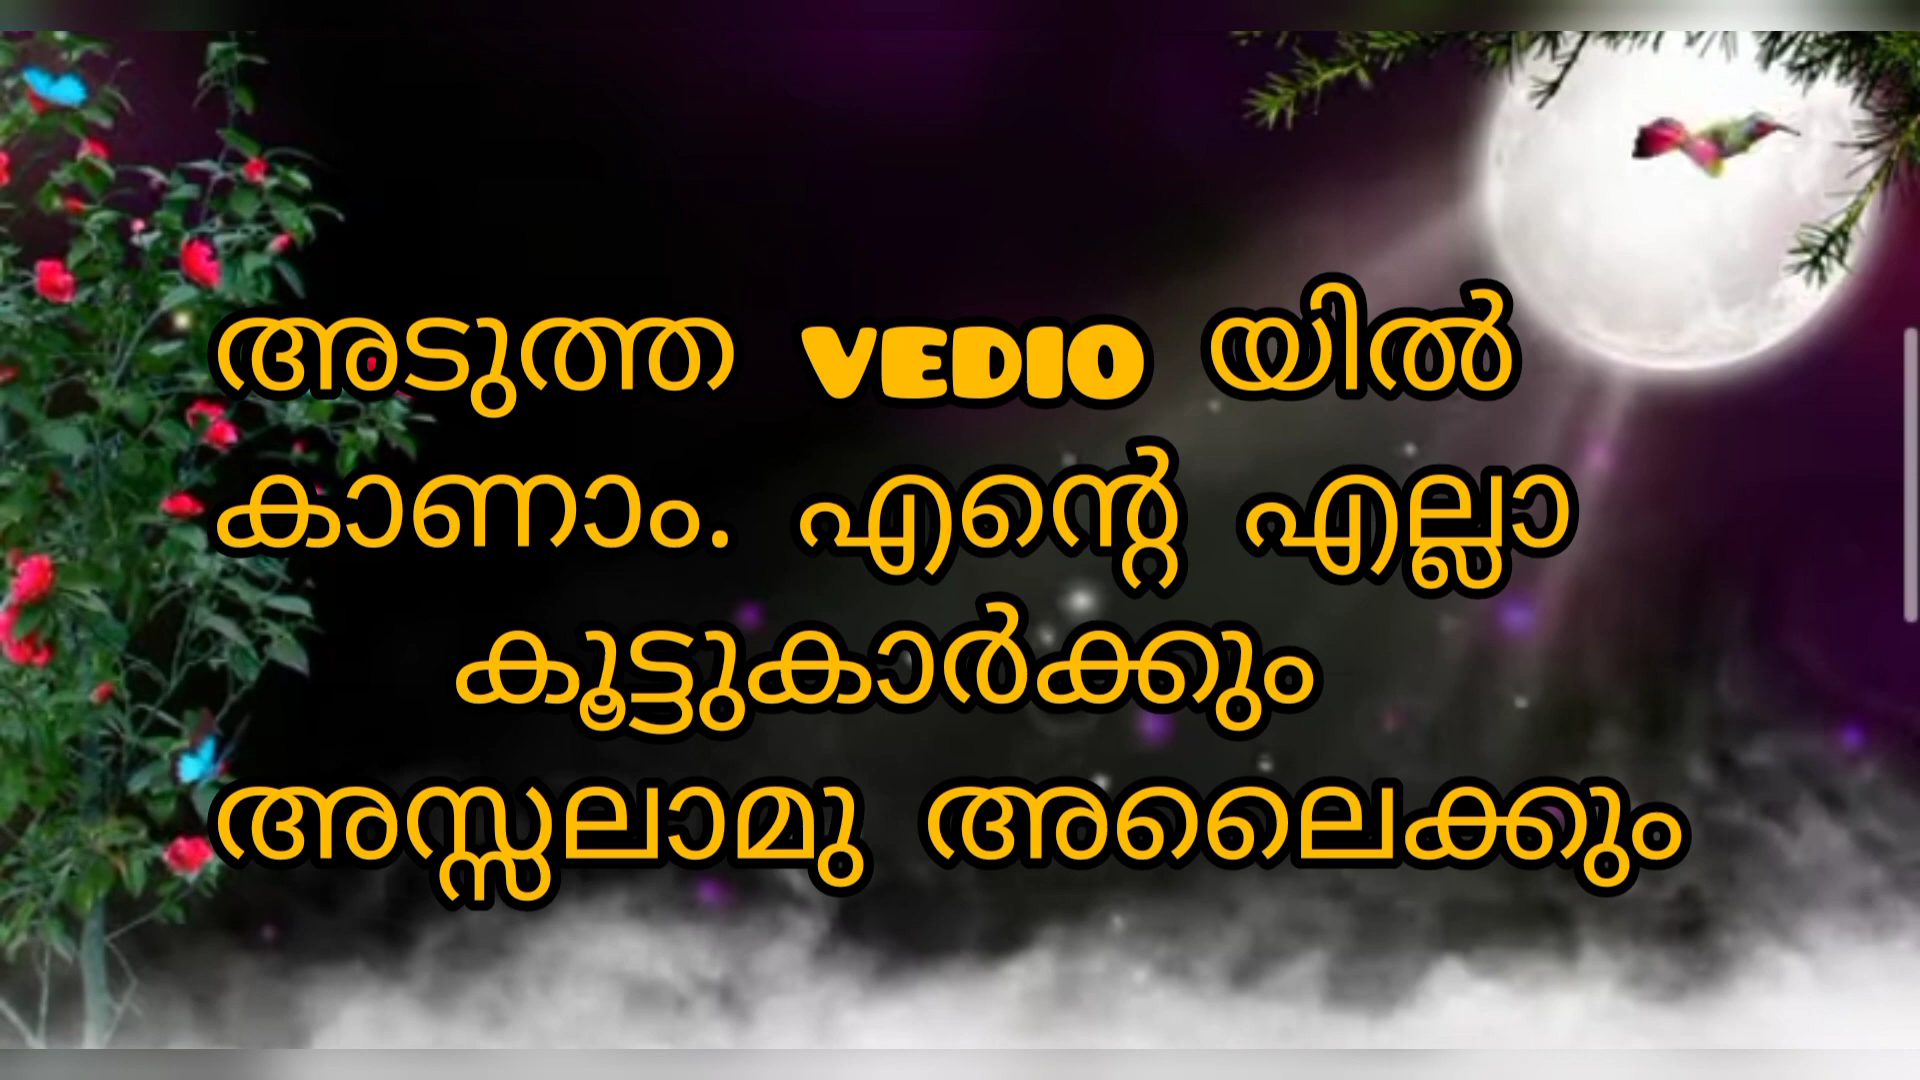 അടുത്ത VEDIO യിൽ
കാണാം. എന്റെ എല്ലാ
കൂട്ടുകാർക്കും
അസ്സലാമു അലൈക്കും